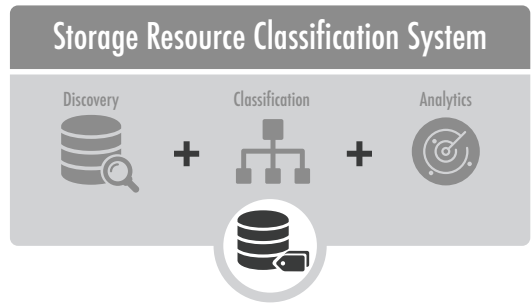 Storage Resource Classification System
Discovery
Classification
Analytics